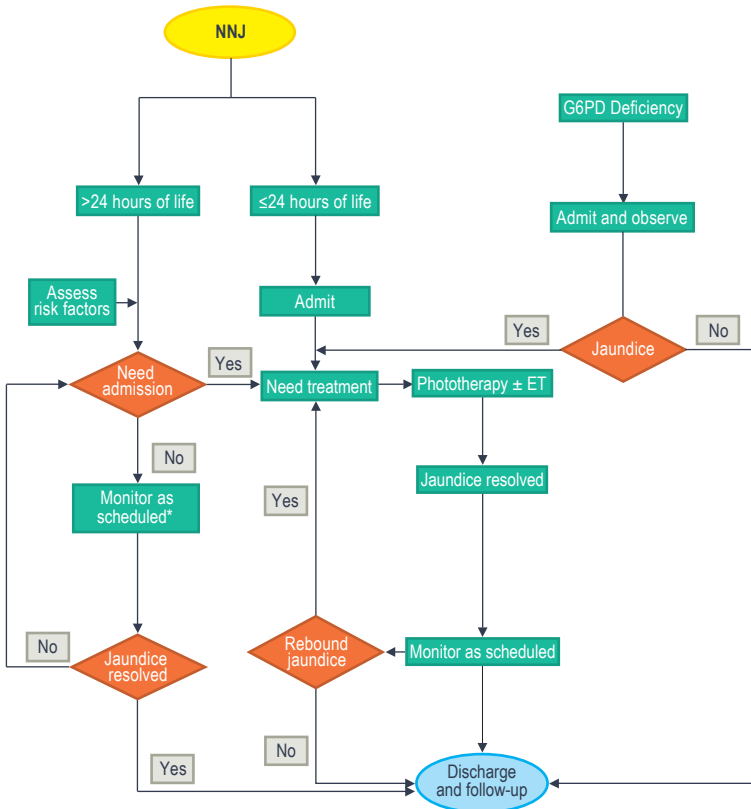 NNJ
G6PD Deficiency
>24 hours of life
≤24 hours of life
Admit and observe
Assess
risk factors
Admit
Yes
No
Jaundice
Need
admission
Yes
Need treatment
Phototherapy ± ET
No
Monitor as
scheduled*
Yes
Jaundice resolved
No
Jaundice
resolved
Rebound
jaundice
Monitor as scheduled
Yes
No
Discharge
and follow-up